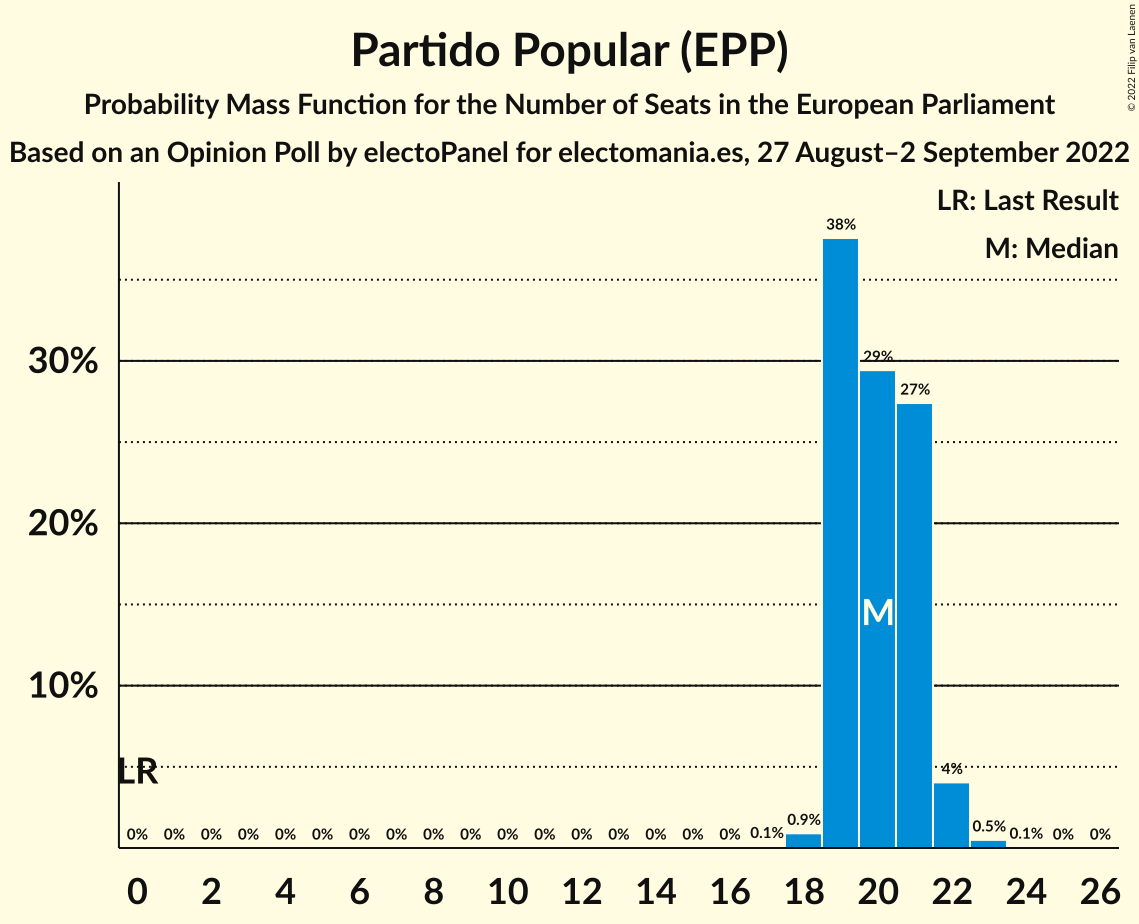 Partido Popular (EPP)
Probability Mass Function for the Number of Seats in the European Parliament
Based on an Opinion Poll by electoPanel for electomania.es, 27 August–2 September 2022
© 2022 Filip van Laenen
LR: Last Result
M: Median
38%
29%
27%
30%
20%
10%
M
LR
0% 0% 0% 0% 0% 0% 0% 0% 0% 0% 0% 0% 0% 0% 0% 0% 0% 0.1% 0.9% 4% 0.5% 0.1% 0% 0%
0 2 4 6 8 10 12 14 16 18 20 22 24 26